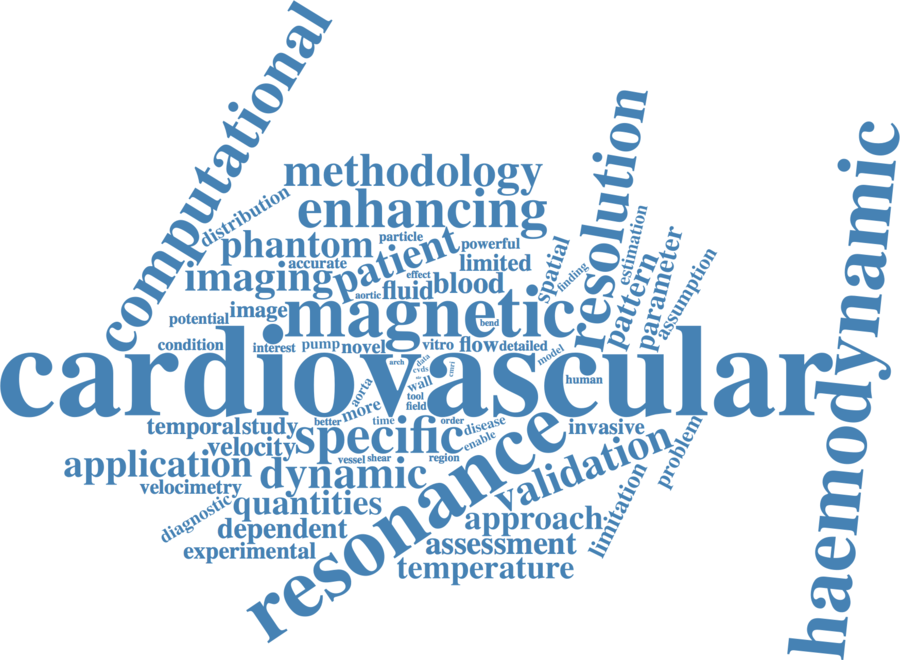 computational
methodology
resolution
haemodynamic
distribution
enhancing
phantom
particle
patient
powerful
spatial
estimation
parameter
imaging
accurate
effect
limited
finding
pattern
assumption
aortic
fluid
blood
potential
image
magnetic
bend
condition
interest
pump
novel
vitro
flow
detailed
model
cardiovascular
arch
data
cvds
cmri
wall
human
aorta
tool
field
more
temporal
study
better
time
order
disease
invasive
velocity
specific
enable
problem
application
vessel
shear
region
resonance
validation
dynamic
velocimetry
limitation
diagnostic
quantities
dependent
approach
experimental
assessment
temperature